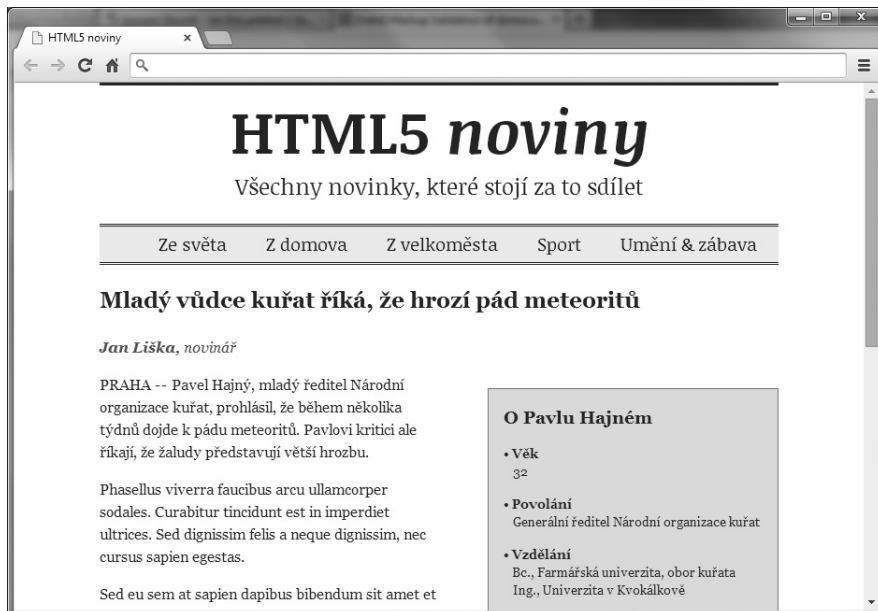 HTML5 noviny
HTML5 noviny
Všechny novinky, které stojí za to sdílet
Ze světa Z domova Z velkoměsta Sport Umění & zábava
Mladý vůdce kuřat říká, že hrozí pád meteoritů
Jan Liška, novinář
PRAHA -- Pavel Hajný, mladý ředitel Národní
organizace kuřat, prohlásil, že během několika
týdnů dojde k pádu meteoritů. Pavlovi kritici ale
říkají, že žaludy představují větší hrozbu.
Phasellus viverra faucibus arcu ullamcorper
sodales. Curabitur tincidunt est in imperdiet
ultrices. Sed dignissim felis a neque dignissim, nec
cursus sapien egestas.
Sed eu sem at sapien dapibus bibendum sit amet et
O Pavlu Hajném
• Věk
32
• Povolání
Generální ředitel Národní organizace kuřat
• Vzdělání
Bc., Farmářská univerzita, obor kuřata
Ing., Univerzita v Kvokálkově